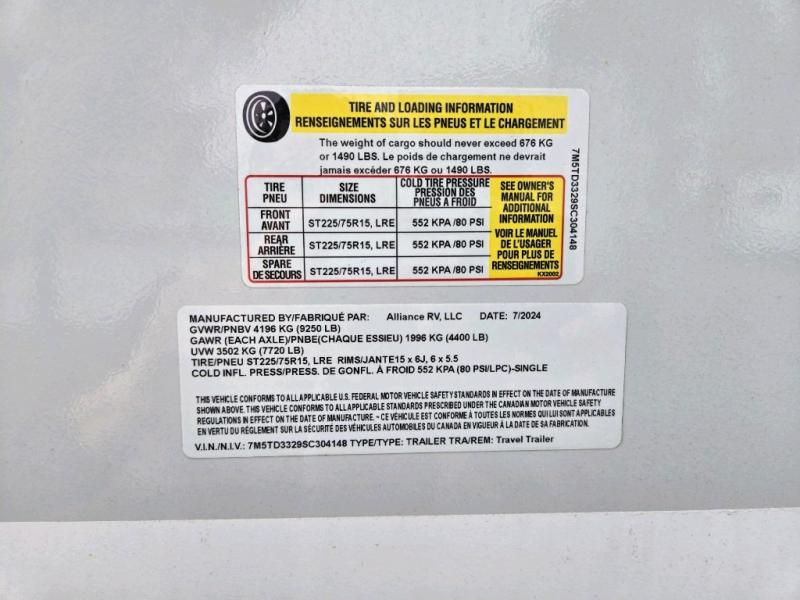 TIRE AND LOADING INFORMATION
RENSEIGNEMENTS SUR LES PNEUS ET LE CHARGEMENT
The weight of cargo should never exceed 676 KG
or 1490 LBS. Le poids de chargement ne devrait
jamais excéder 676 KG ou 1490 LBS.
TIRE PNEU SIZE DIMENSIONS COLD TIRE PRESSURE PRESSION DES PNEUS A FROID
FRONT AVANT ST225/75R15, LRE 552 KPA /80 PSI
REAR ARRIÈRE ST225/75R15, LRE 552 KPA /80 PSI
SPARE DE SECOURS ST225/75R15, LRE 552 KPA /80 PSI
SEE OWNER'S
MANUAL FOR
ADDITIONAL
INFORMATION
VOIR LE MANUEL
DE L'USAGER
POUR PLUS DE
RENSEIGNEMENTS
KX2002
7M5TD3329SC304148
MANUFACTURED BY/FABRIQUÉ PAR: Alliance RV, LLC DATE: 7/2024
GVWR/PNBV 4196 KG (9250 LB)
GAWR (EACH AXLE)/PNBE(CHAQUE ESSIEU) 1996 KG (4400 LB)
UVW 3502 KG (7720 LB)
TIRE/PNEU ST225/75R15, LRE RIMS/JANTE15 x 6J, 6 x 5.5
COLD INFL. PRESS/PRESS. DE GONFL. À FROID 552 KPA (80 PSI/LPC)-SINGLE
THIS VEHICLE CONFORMS TO ALL APPLICABLE U.S. FEDERAL MOTOR VEHICLE SAFETY STANDARDS IN EFFECT ON THE DATE OF MANUFACTURE
SHOWN ABOVE. THIS VEHICLE CONFORMS TO ALL APPLICABLE STANDARDS PRESCRIBED UNDER THE CANADIAN MOTOR VEHICLE SAFETY
REGULATIONS IN EFFECT ON THE DATE OF MANUFACTURE. - CE VÉHICULE EST CONFORME À TOUTES LES NORMES QUI LUI SONT APPLICABLES
EN VERTU DU RÈGLEMENT SUR LA SÉCURITÉ DES VÉHICULES AUTOMOBILES DU CANADA EN VIGUEUR À LA DATE DE SA FABRICATION.
V.I.N./N.I.V.: 7M5TD3329SC304148 TYPE/TYPE: TRAILER TRA/REM: Travel Trailer